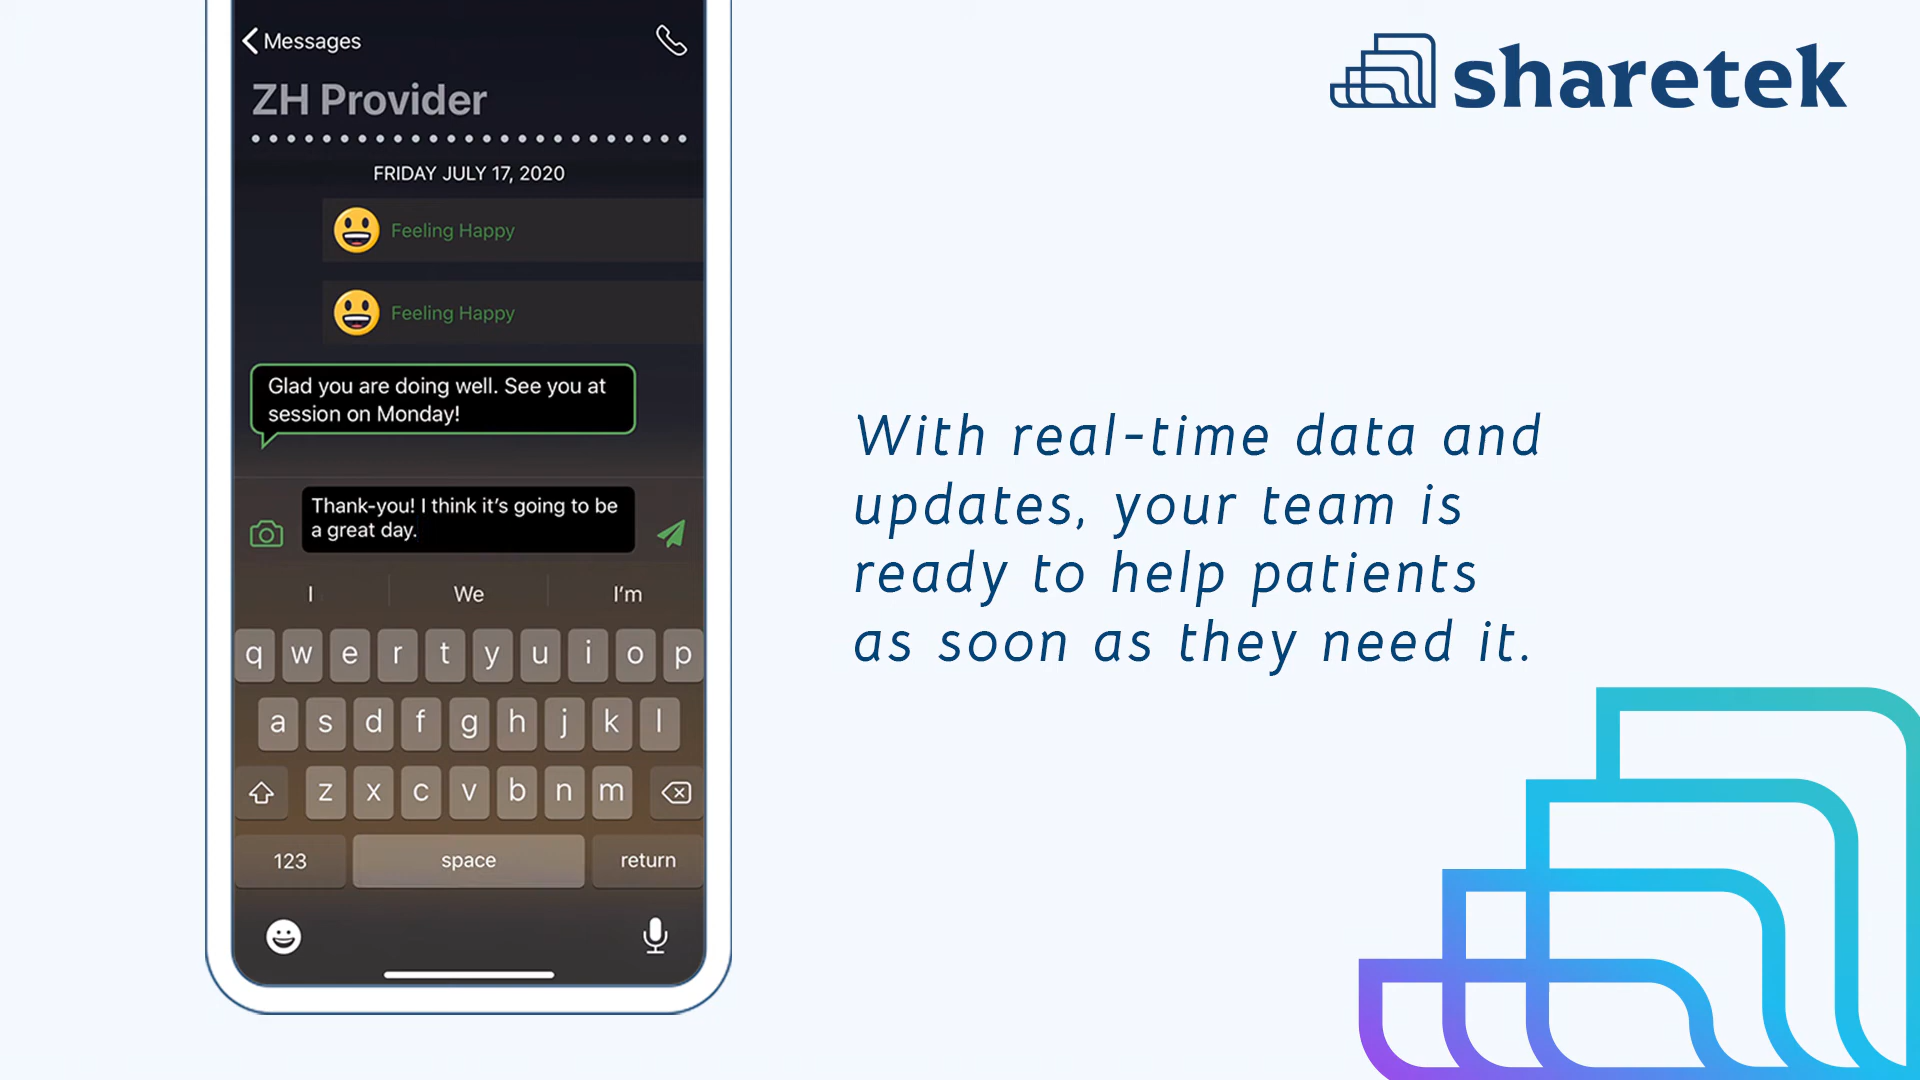 Messages
ZH Provider
FRIDAY JULY 17, 2020
Feeling Happy
Feeling Happy
Glad you are doing well. See you at
session on Monday!
Thank-you! I think it's going to be
a great day.
I We I'm
q w e r t y u i o p
a s d f g h j k l
z x c v b n m
123 space return
sharetek
With real-time data and
updates, your team is
ready to help patients
as soon as they need it.